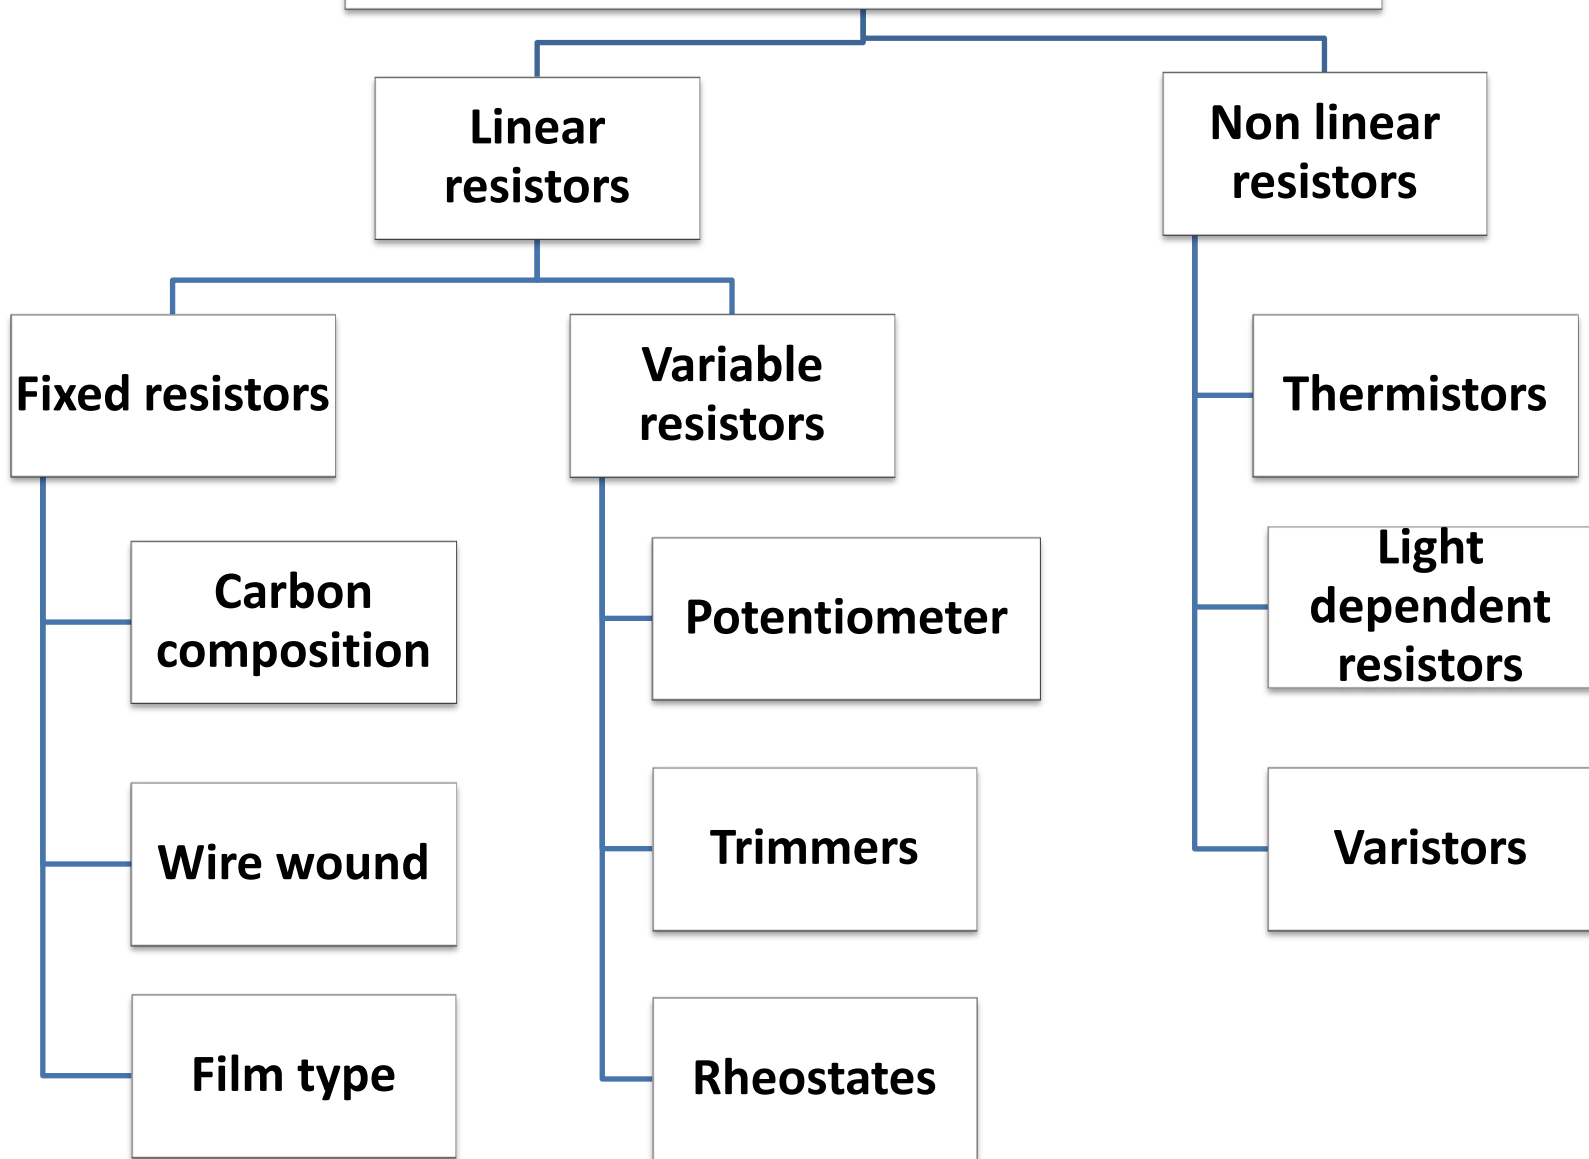 Linear
resistors
Non linear
resistors
Fixed resistors
Variable
resistors
Thermistors
Carbon
composition
Potentiometer
Light
dependent
resistors
Wire wound
Trimmers
Varistors
Film type
Rheostates